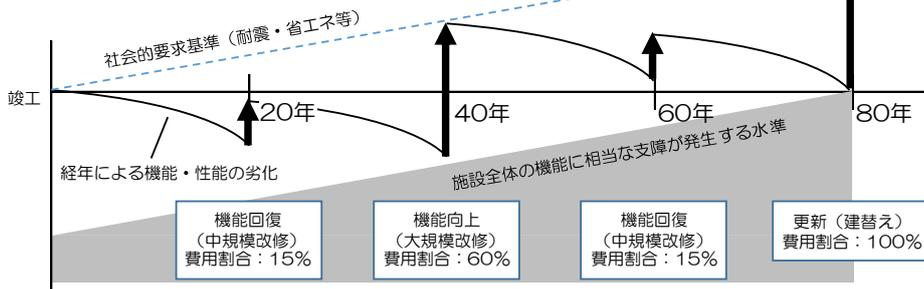 社会的要求基準（耐震・省エネ等）
竣工
20年
40年
60年
80年
経年による機能・性能の劣化
施設全体の機能に相当な支障が発生する水準
機能回復
（中規模改修）
費用割合：15%
機能向上
（大規模改修）
費用割合：60%
機能回復
（中規模改修）
費用割合：15%
更新（建替え）
費用割合：100%